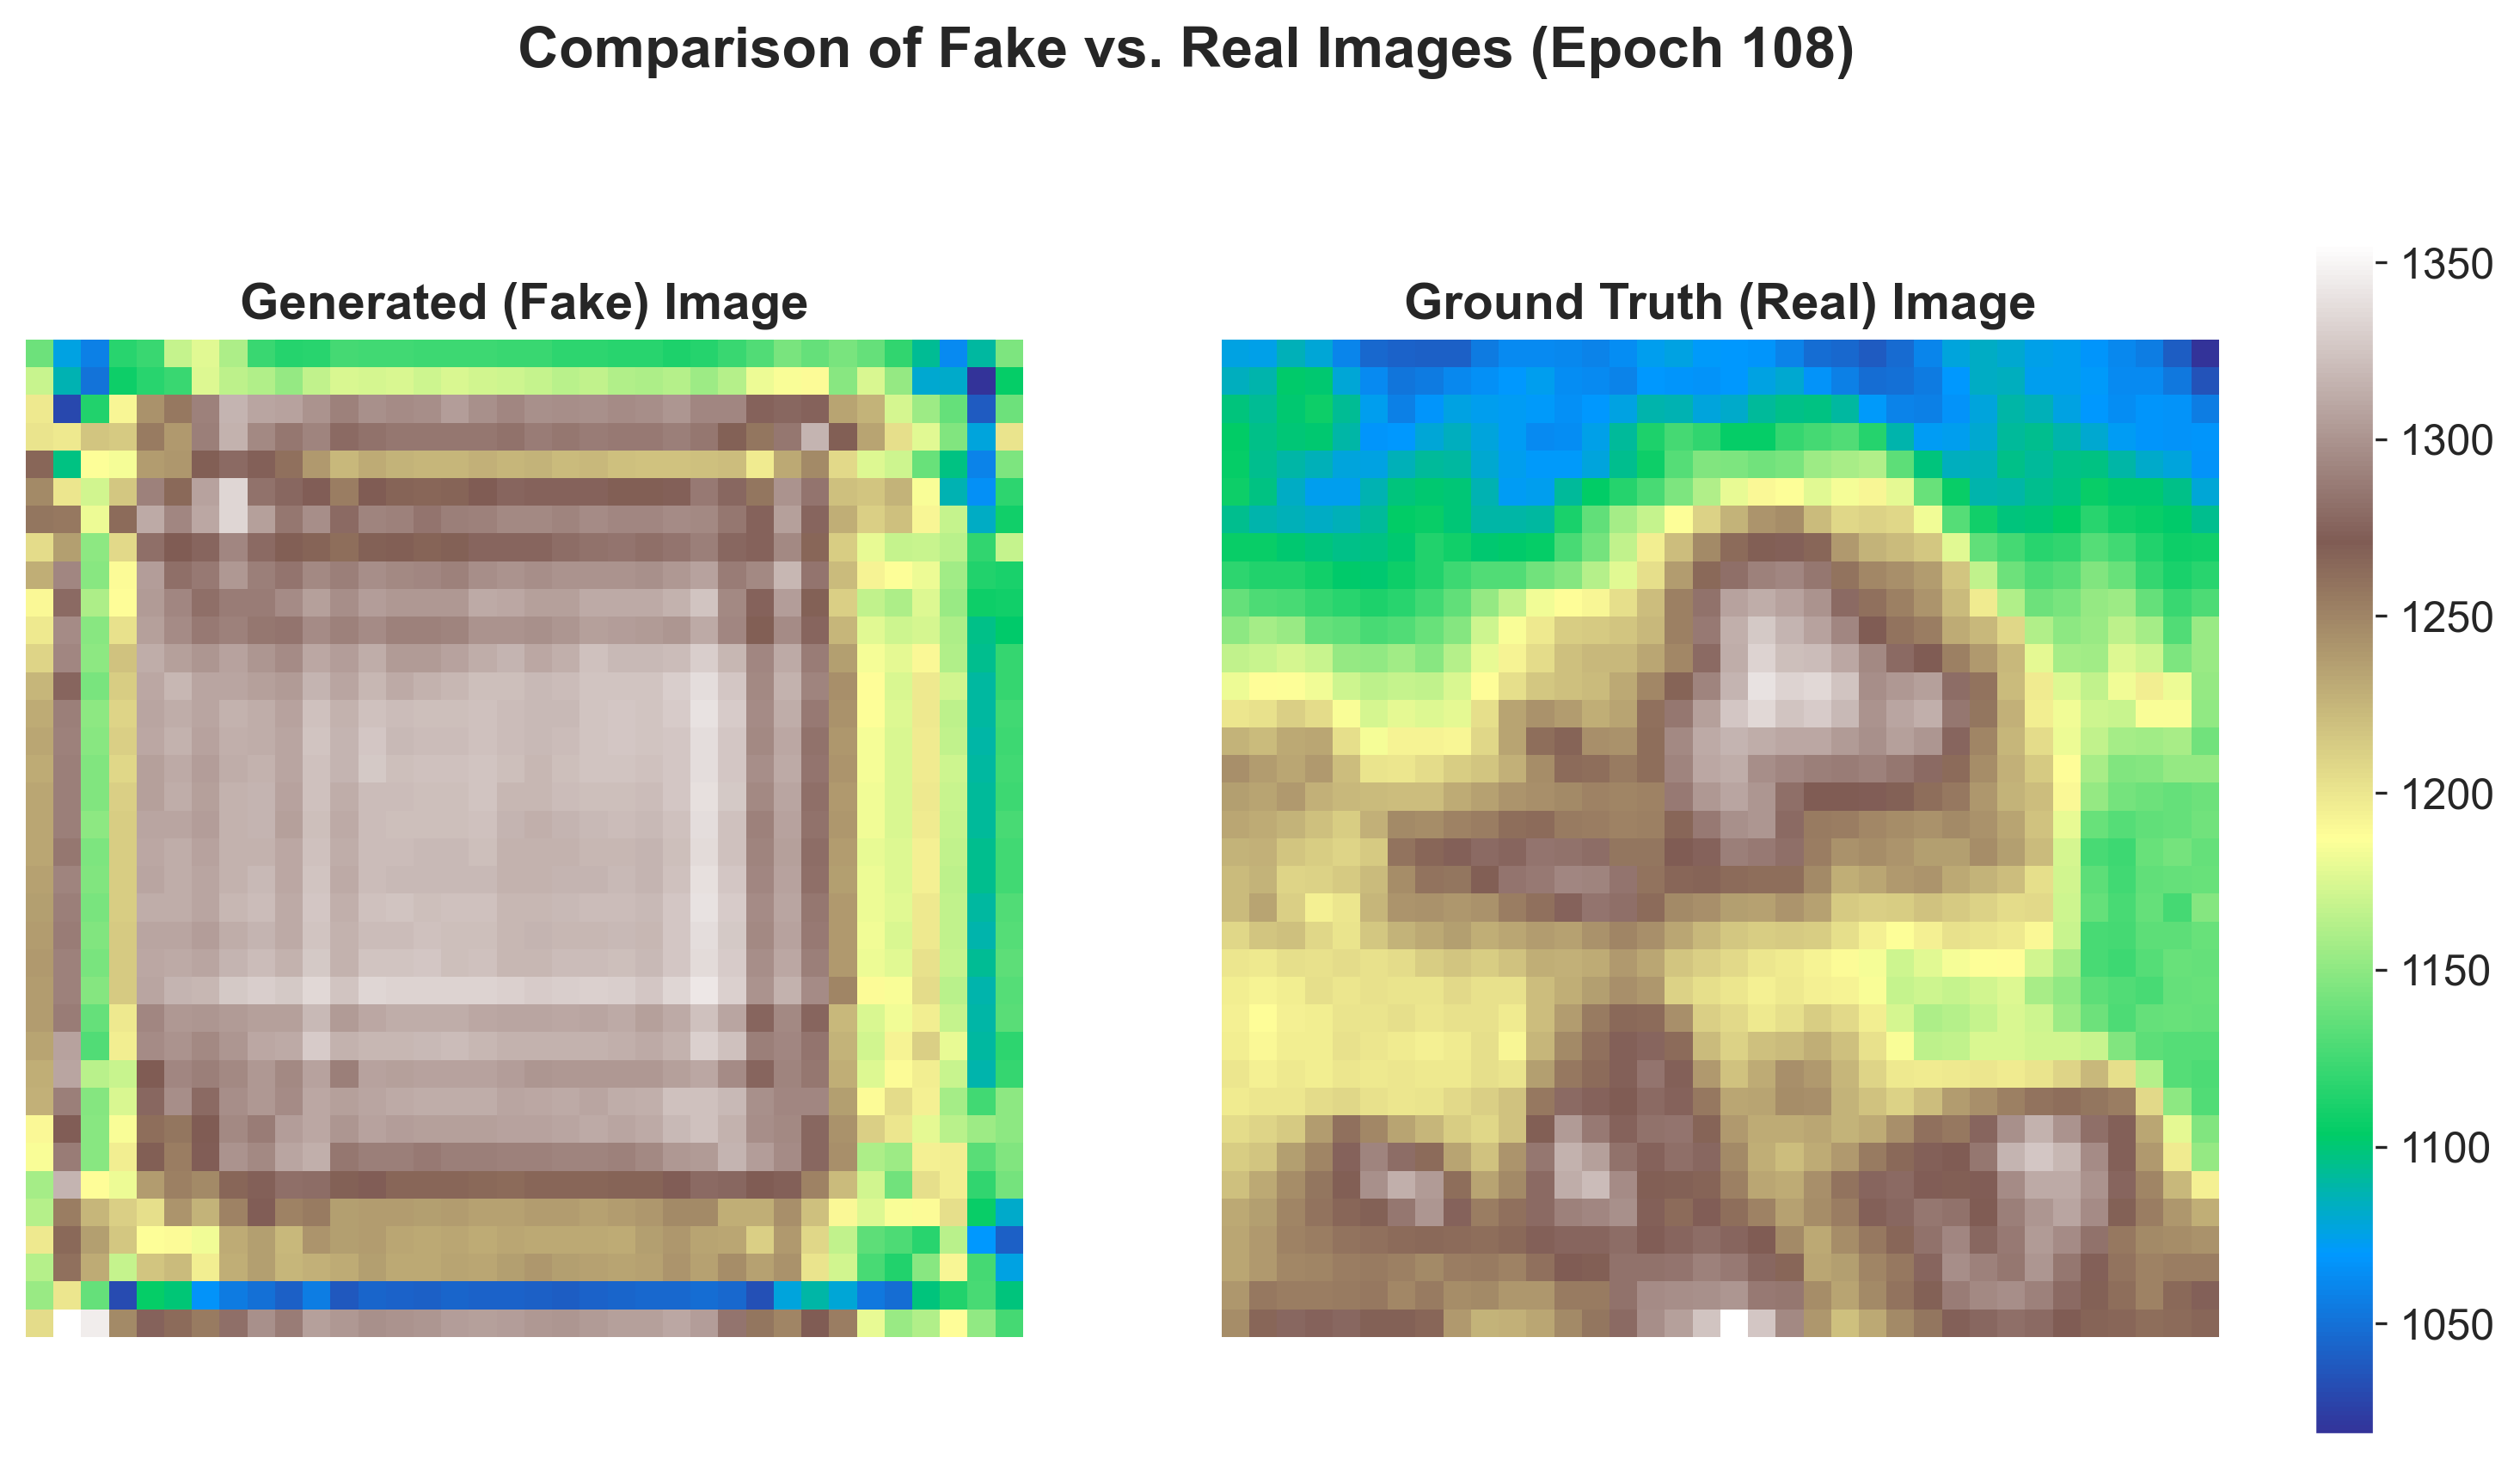 Comparison of Fake vs. Real Images (Epoch 108)
Generated (Fake) Image
Ground Truth (Real) Image
1350
1300
1250
1200
1150
1100
1050